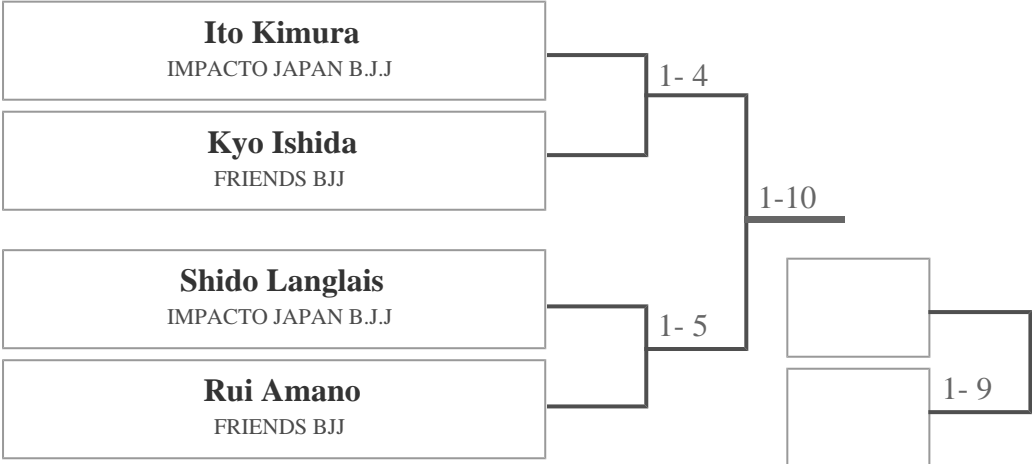 Ito Kimura
IMPACTO JAPAN B.J.J
1- 4
Kyo Ishida
FRIENDS BJJ
1-10
Shido Langlais
IMPACTO JAPAN B.J.J
1- 5
Rui Amano
FRIENDS BJJ
1- 9